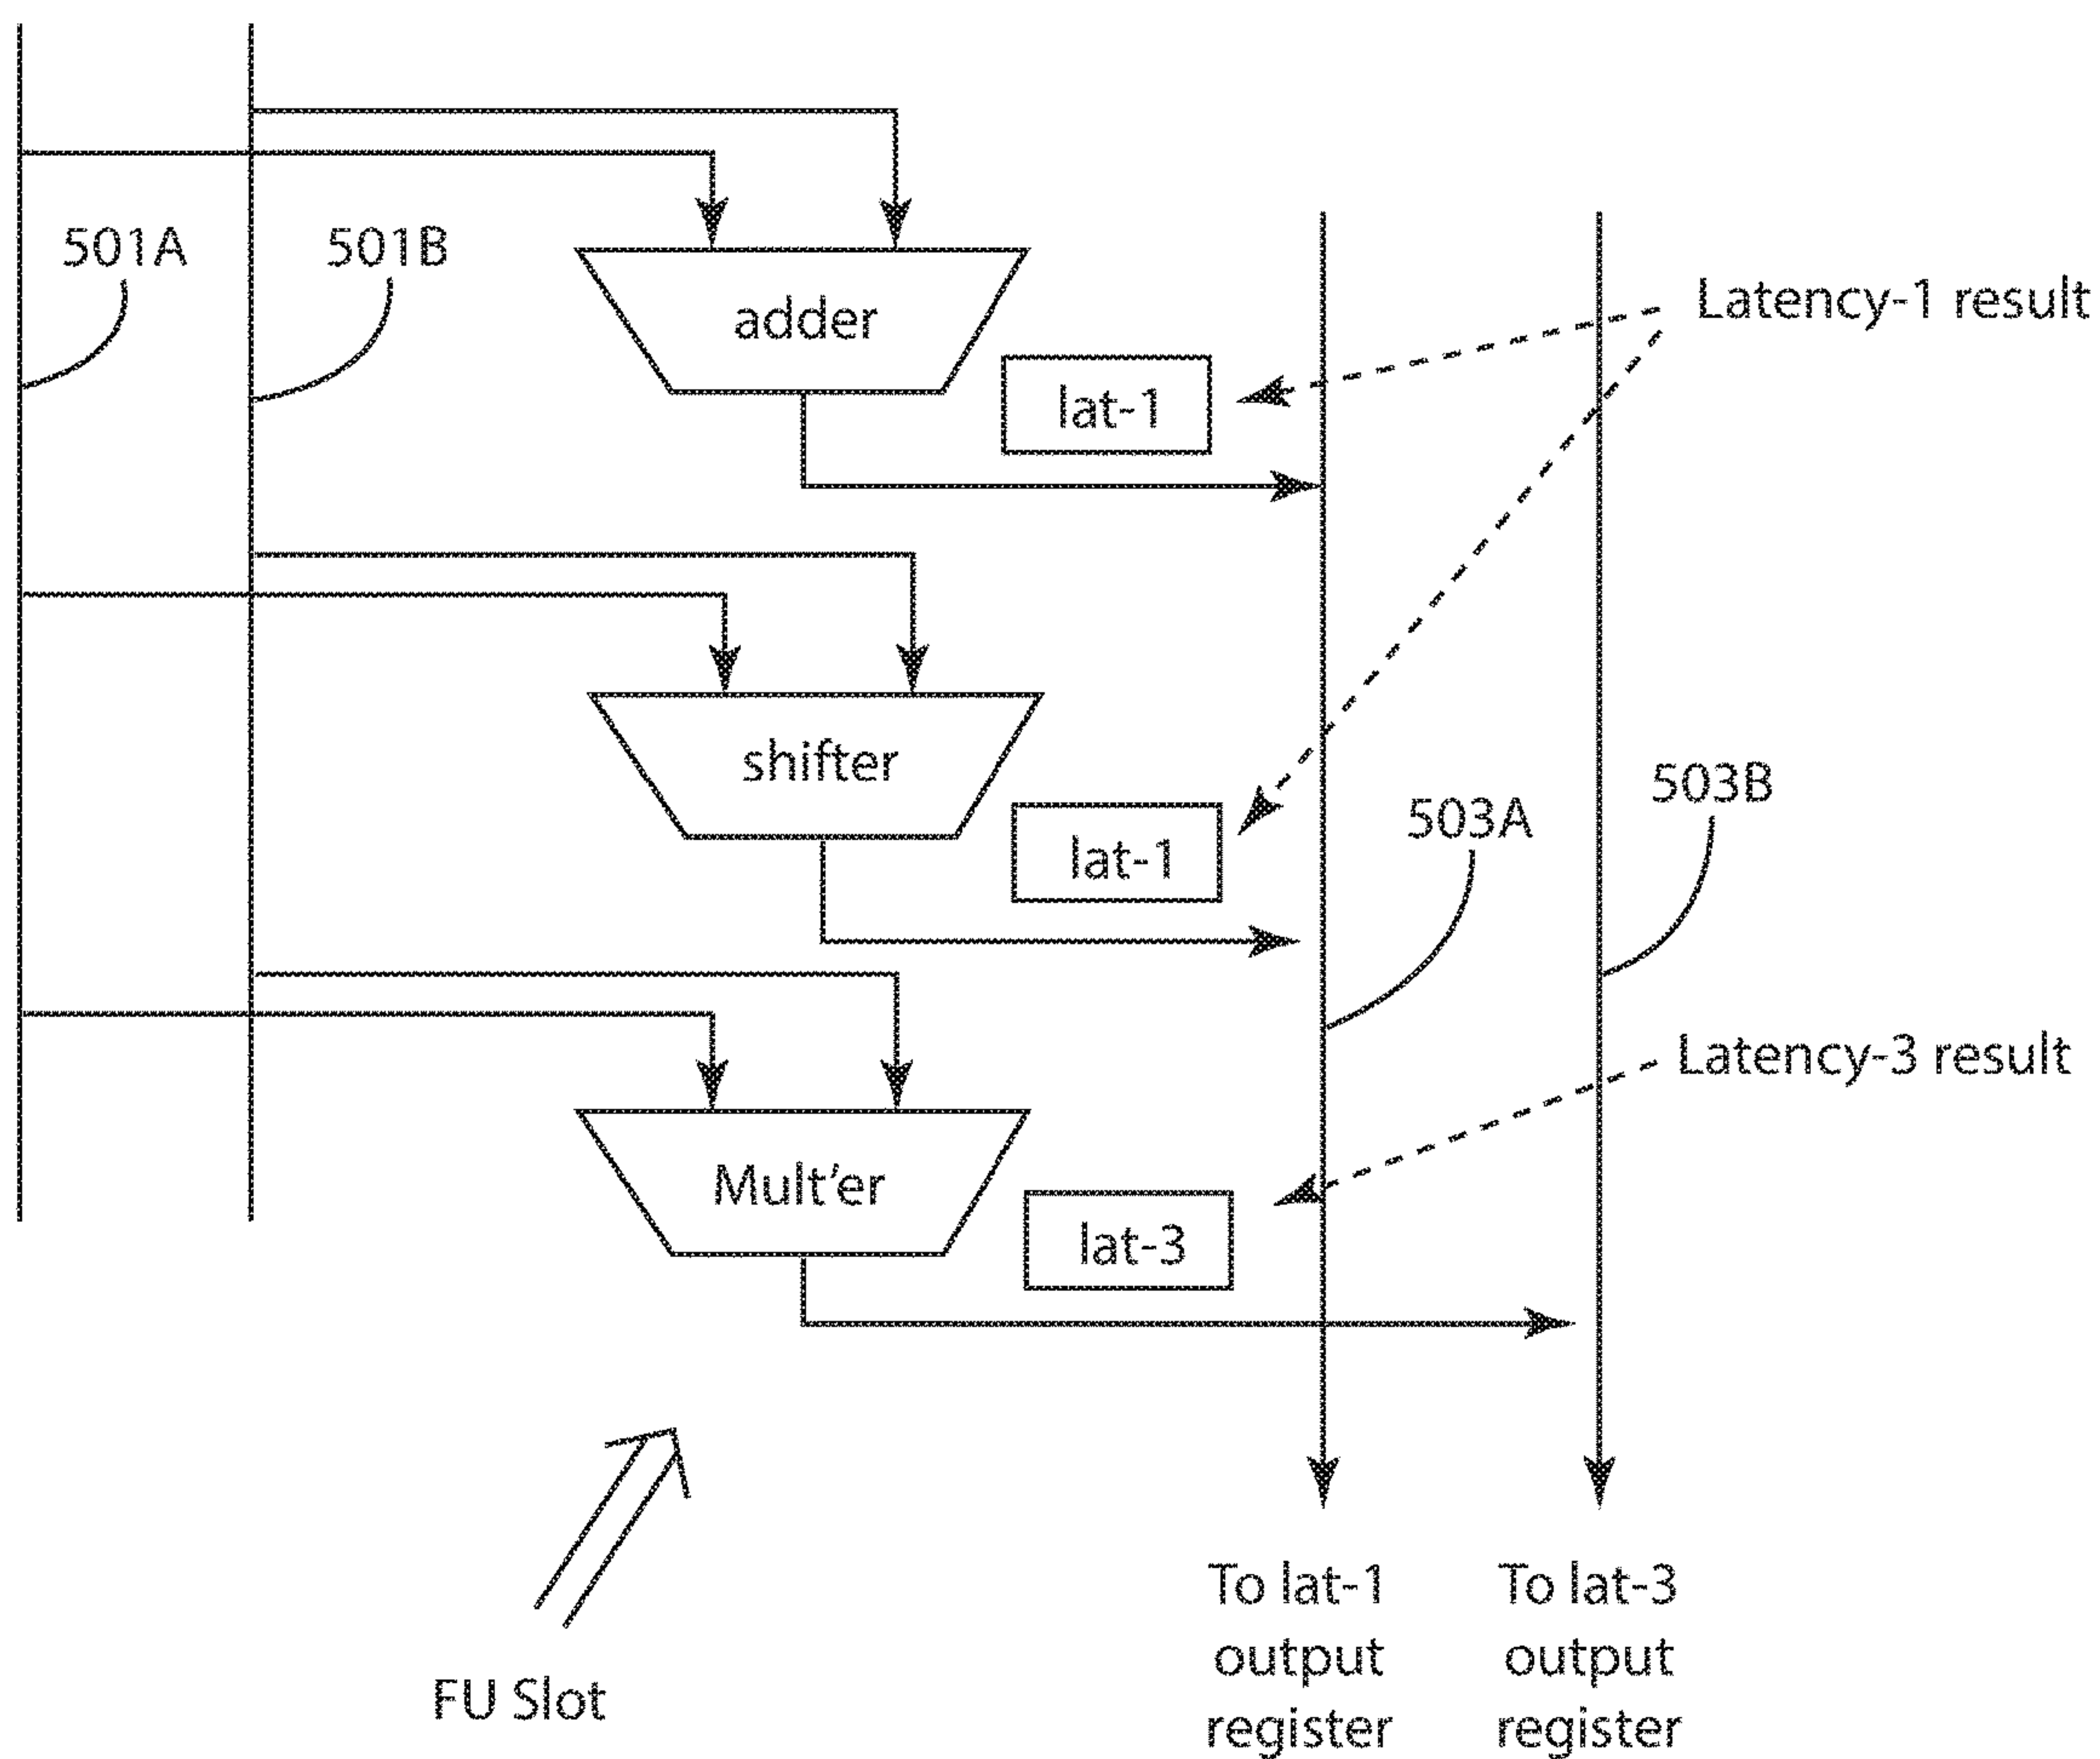 501A
501B
adder
Latency-1 result
lat-1
shifter
503B
503A
lat-1
Latency-3 result
Mult'er
lat-3
To lat-1
output
register
To lat-3
output
register
FU Slot